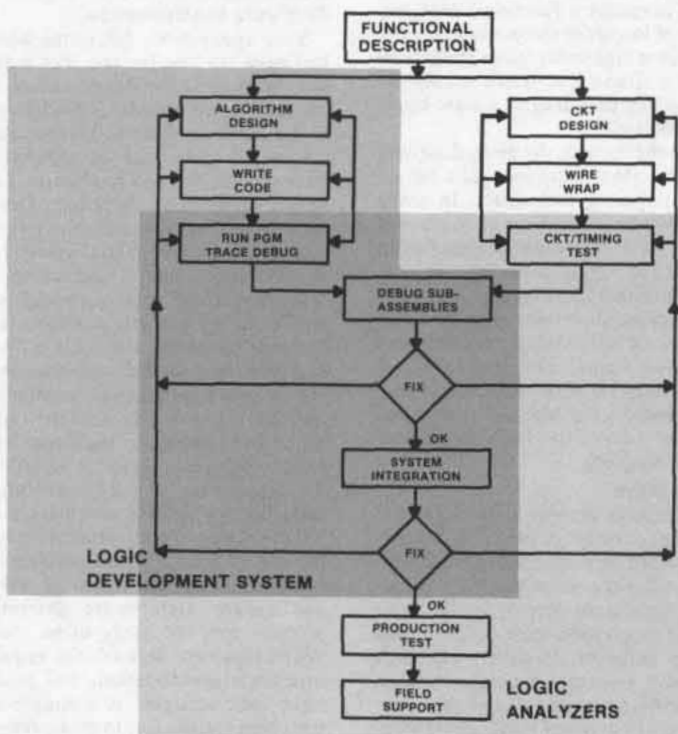 FUNCTIONAL
DESCRIPTION
ALGORITHM
DESIGN
CKT
DESIGN
WRITE
CODE
WIRE
WRAP
RUN PGM
TRACE DEBUG
CKT/TIMING
TEST
DEBUG SUB-
ASSEMBLIES
FIX
OK
SYSTEM
INTEGRATION
FIX
LOGIC
DEVELOPMENT SYSTEM
OK
PRODUCTION
TEST
FIELD
SUPPORT
LOGIC
ANALYZERS